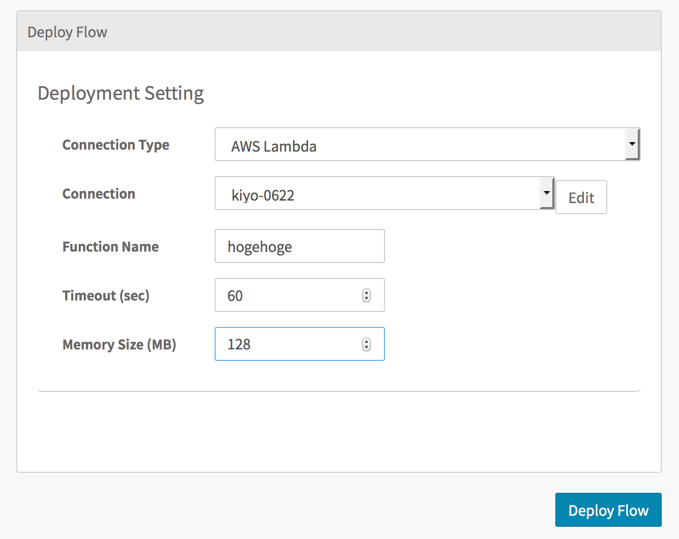 Deploy Flow
Deployment Setting
Connection Type AWS Lambda
Connection kiyo-0622 Edit
Function Name hogehoge
Timeout (sec) 60
Memory Size (MB) 128
Deploy Flow